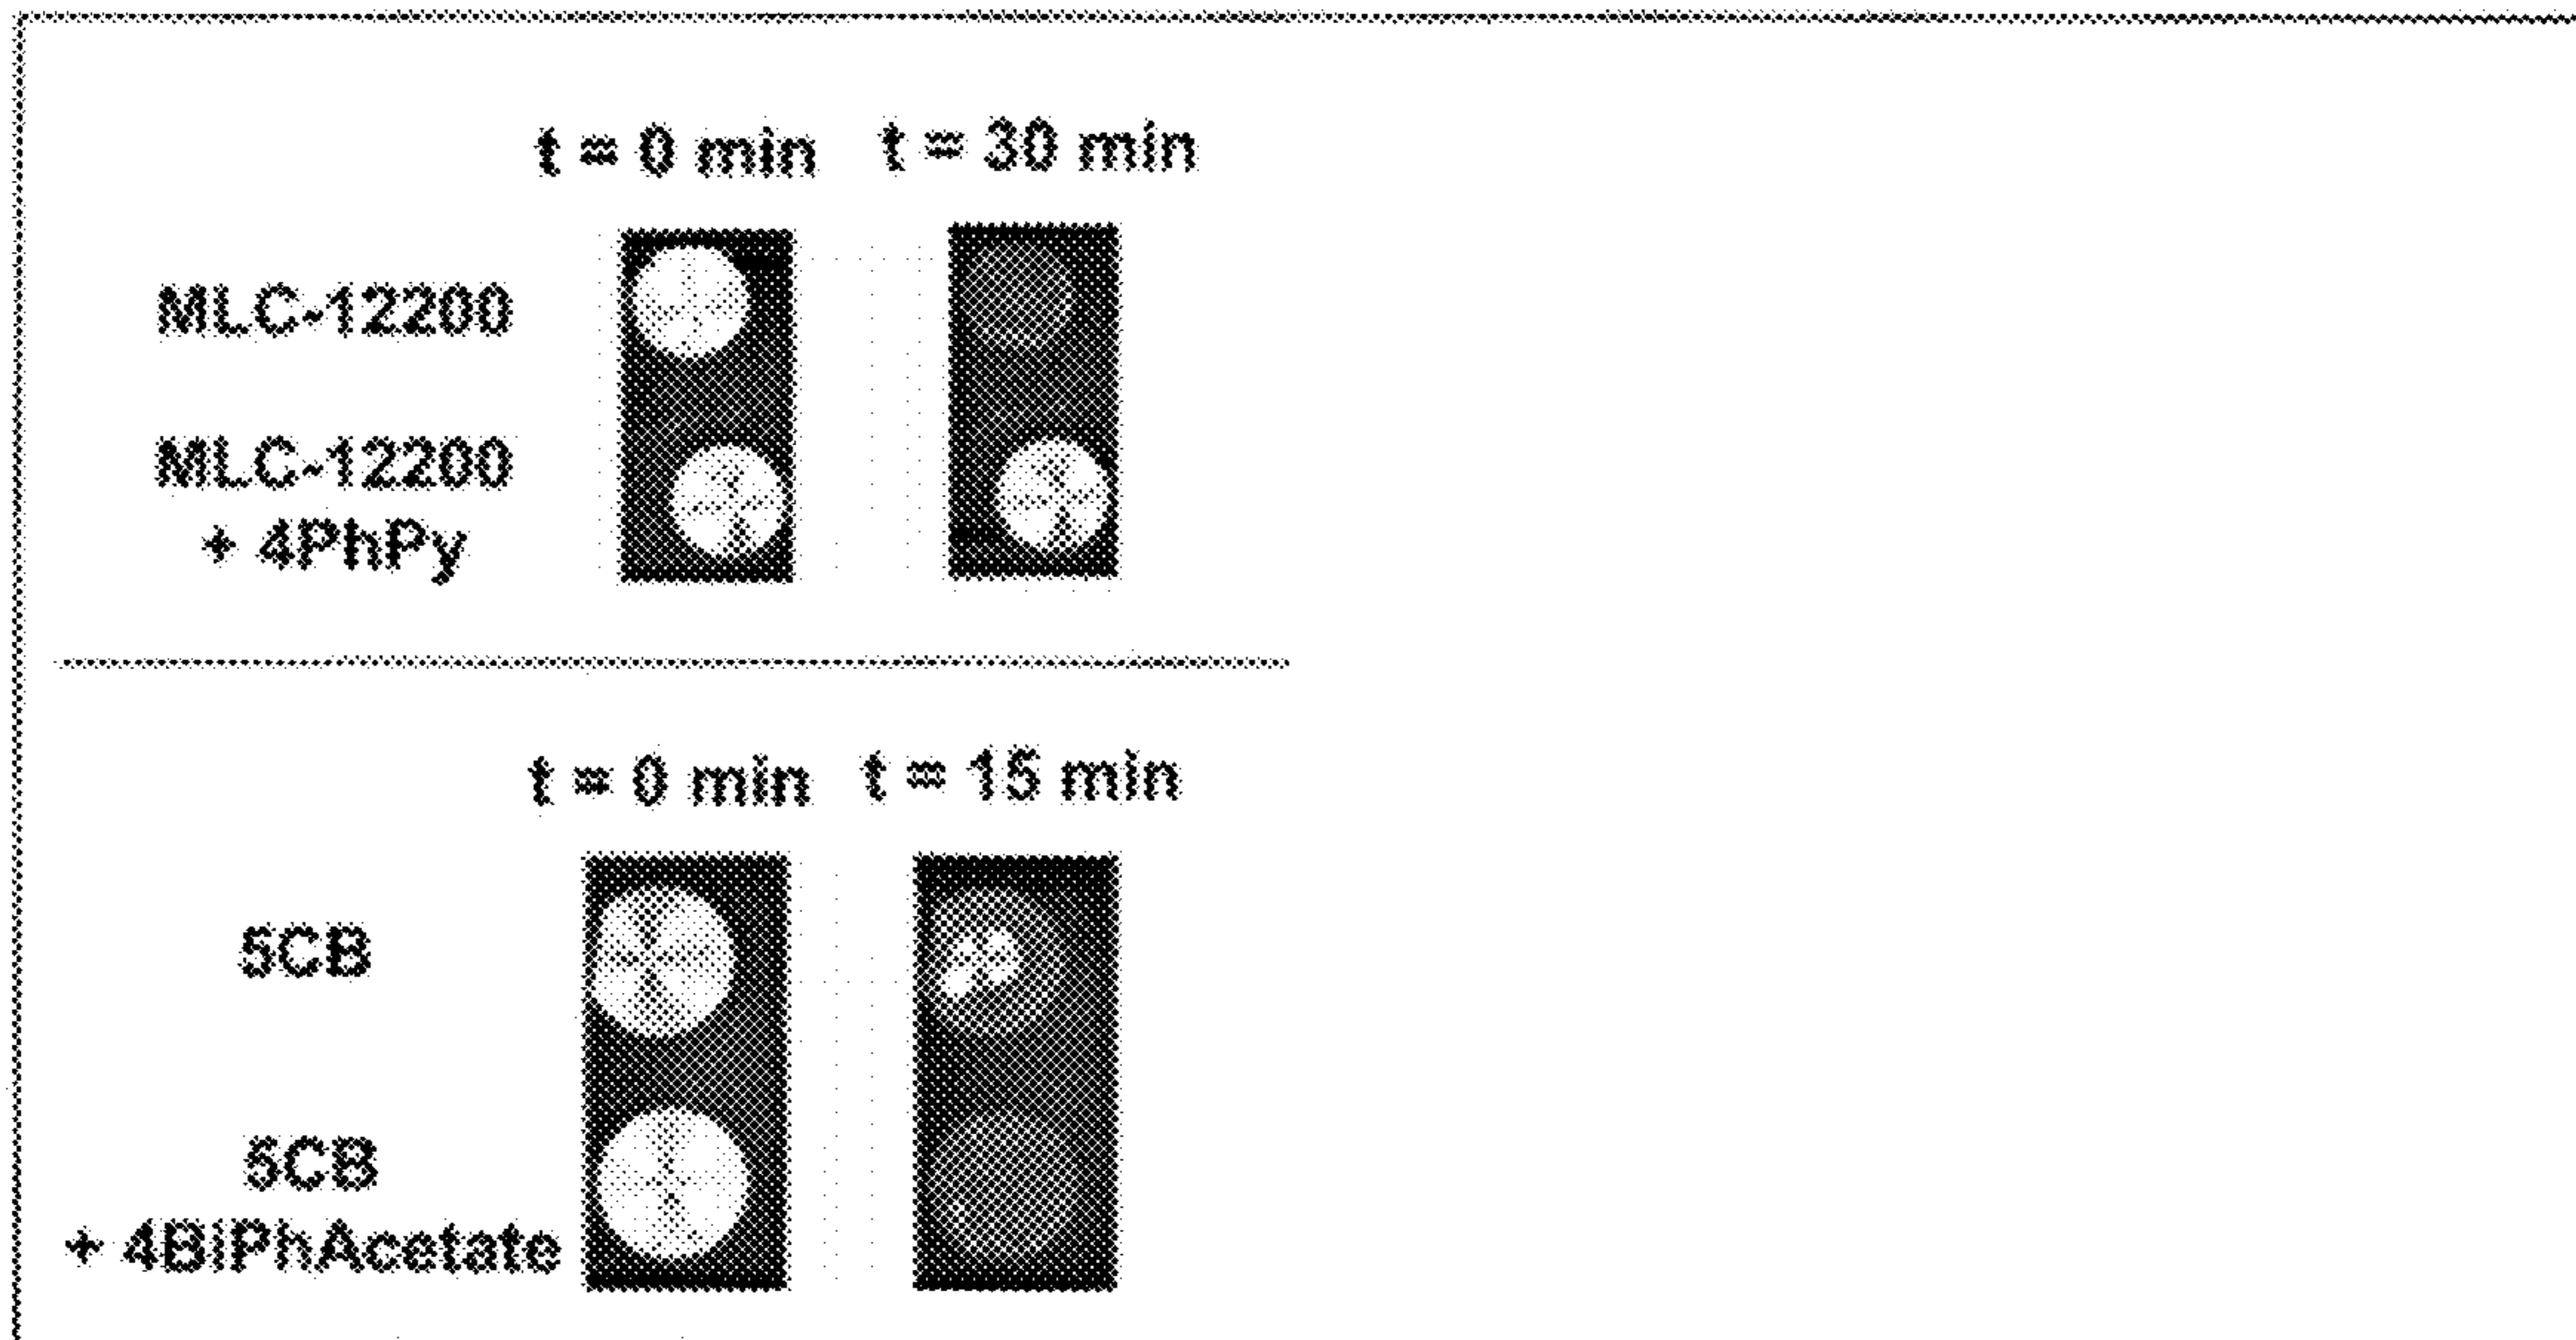 t = 0 min t = 30 min
MLC-12200
MLC-12200
+ 4PhPy
t = 0 min t = 15 min
5CB
5CB
+ 4BiPhAcetate